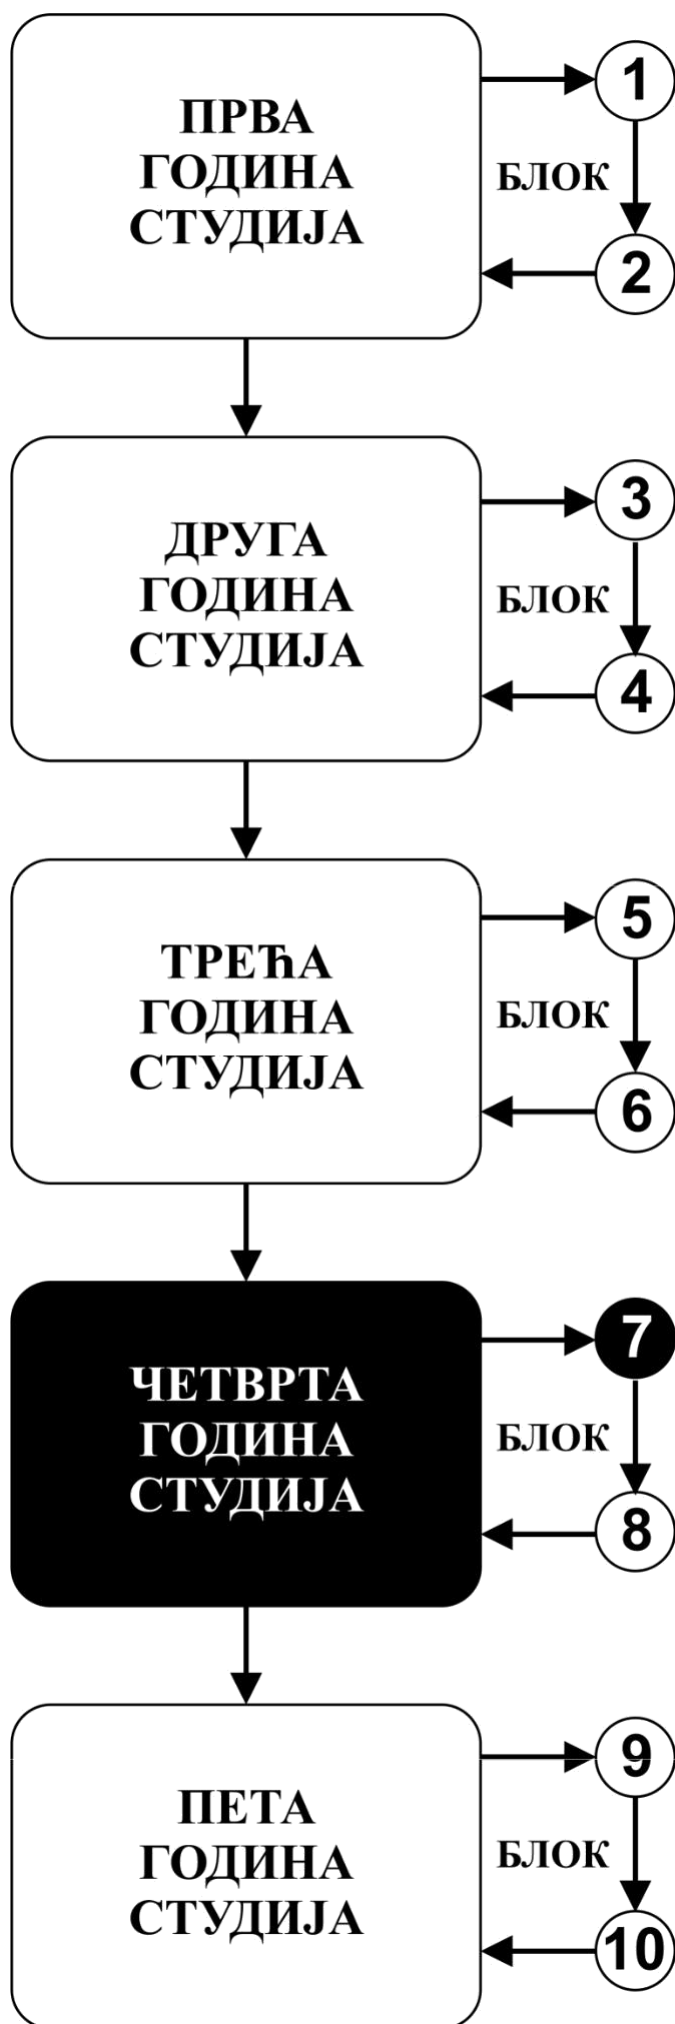 ПРВА
ГОДИНА
СТУДИЈА
1
БЛОК
2
ДРУГА
ГОДИНА
СТУДИЈА
3
БЛОК
4
ТРЕЋА
ГОДИНА
СТУДИЈА
5
БЛОК
6
ЧЕТВРТА
ГОДИНА
СТУДИЈА
7
БЛОК
8
ПЕТА
ГОДИНА
СТУДИЈА
9
БЛОК
10